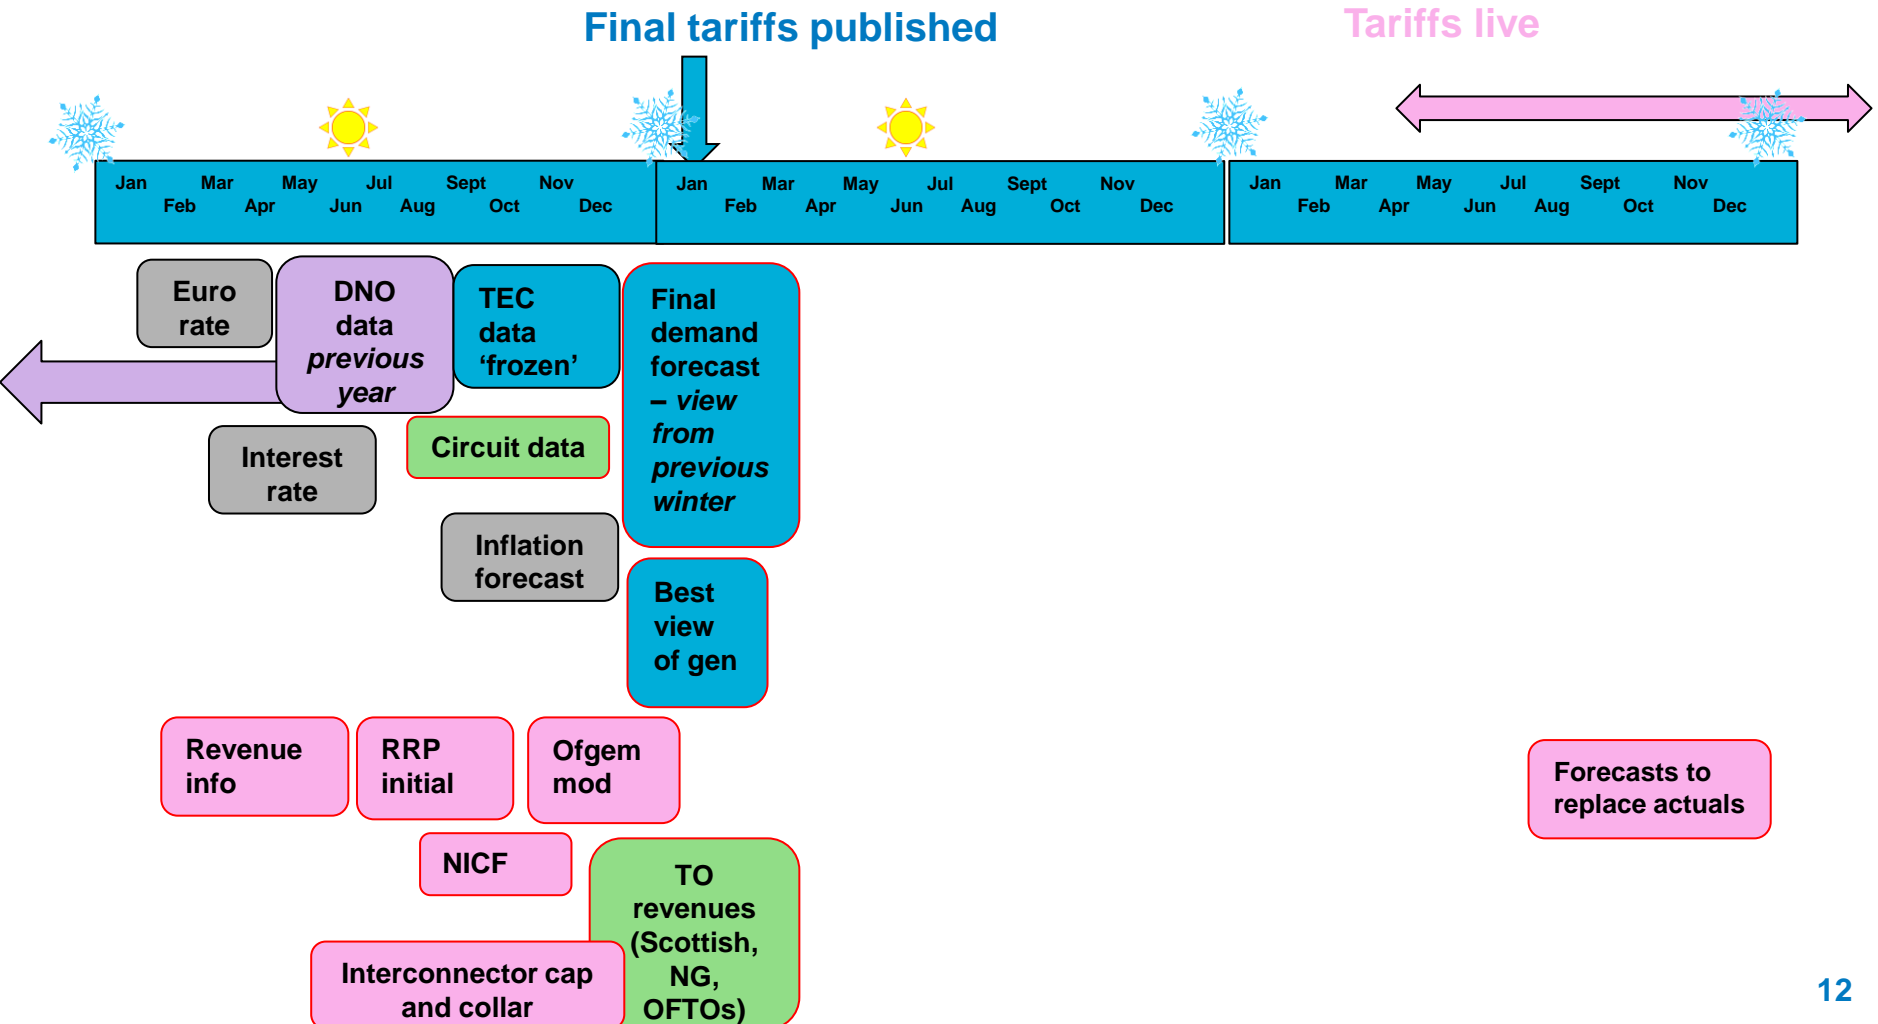 Final tariffs published
Tariffs live
Jan Mar May Jul Sept Nov
Feb Apr Jun Aug Oct Dec
Jan Mar May Jul Sept Nov
Feb Apr Jun Aug Oct Dec
Jan Mar May Jul Sept Nov
Feb Apr Jun Aug Oct Dec
Euro
rate
DNO
data
previous
year
TEC
data
‘frozen’
Final
demand
forecast
– view
from
previous
winter
Circuit data
Interest
rate
Inflation
forecast
Best
view
of gen
Revenue
info
RRP
initial
Ofgem
mod
Forecasts to
replace actuals
NICF
TO
revenues
(Scottish,
NG,
OFTOs)
Interconnector cap
and collar
12